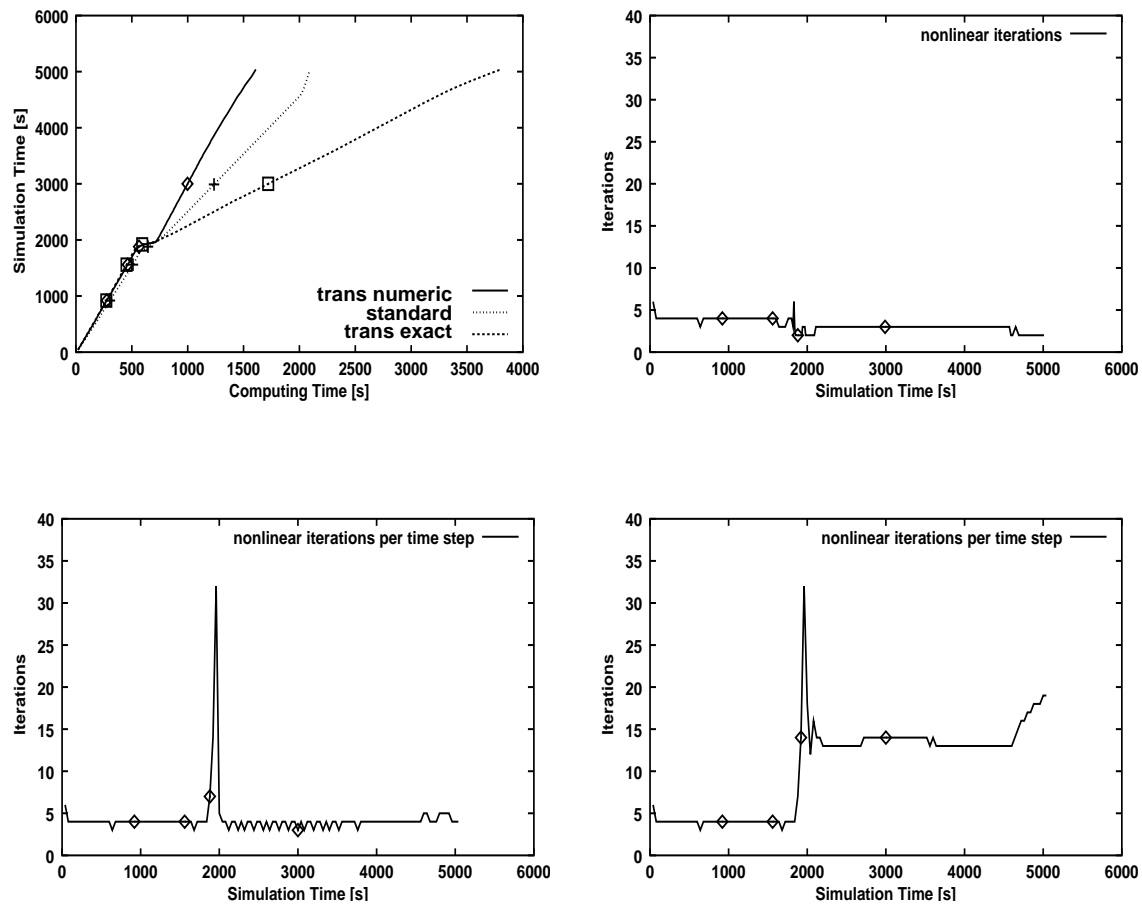 6000
5000
4000
3000
2000
1000
0
Simulation Time [s]
trans numeric
standard
trans exact
0 500 1000 1500 2000 2500 3000 3500 4000
Computing Time [s]
40
35
30
25
20
15
10
5
0
Iterations
nonlinear iterations
0 1000 2000 3000 4000 5000 6000
Simulation Time [s]
40
35
30
25
20
15
10
5
0
Iterations
nonlinear iterations per time step
0 1000 2000 3000 4000 5000 6000
Simulation Time [s]
40
35
30
25
20
15
10
5
0
Iterations
nonlinear iterations per time step
0 1000 2000 3000 4000 5000 6000
Simulation Time [s]